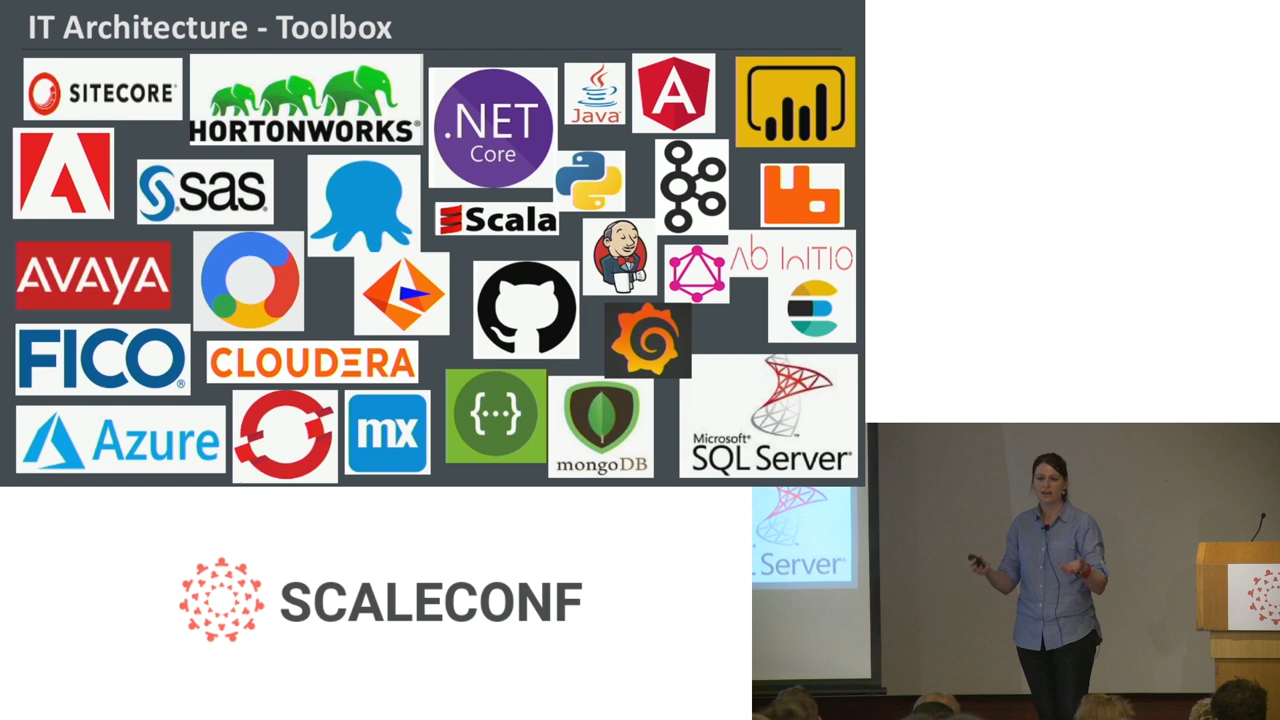 IT Architecture - Toolbox
SITECORE
HORTONWORKS®
.NET
Core
Java
sas
Scala
Ab InITIO
AVAYA
FICO®
CLOUDERA
Azure
mx
{···}
mongoDB
Microsoft®
SQL Server®
Server
SCALECONF